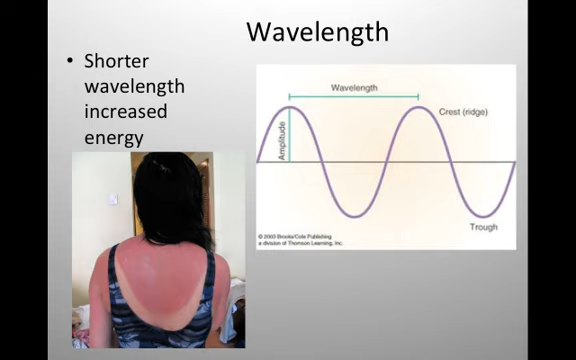 Wavelength
• Shorter
wavelength
increased
energy
Wavelength
Amplitude
Crest (ridge)
Trough
© 2003 Brooks/Cole Publishing
a division of Thomson Learning, Inc.